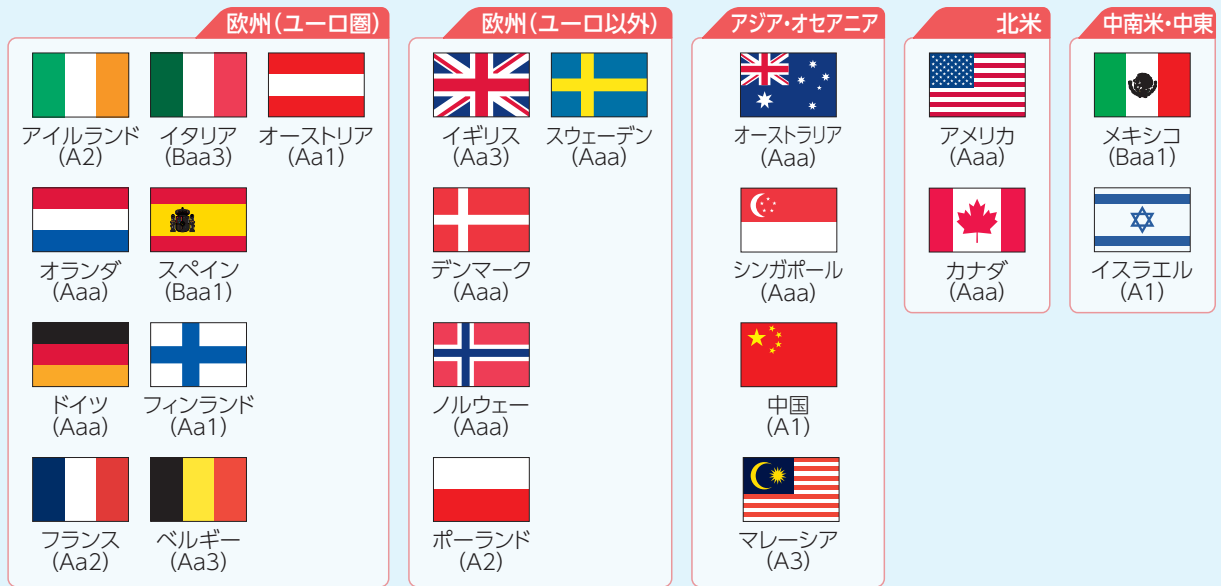 欧州(ユーロ圏)
アイルランド
(A2)
イタリア
(Baa3)
オーストリア
(Aa1)
オランダ
(Aaa)
スペイン
(Baa1)
ドイツ
(Aaa)
フィンランド
(Aa1)
フランス
(Aa2)
ベルギー
(Aa3)
欧州(ユーロ以外)
イギリス
(Aa3)
スウェーデン
(Aaa)
デンマーク
(Aaa)
ノルウェー
(Aaa)
ポーランド
(A2)
アジア・オセアニア
オーストラリア
(Aaa)
シンガポール
(Aaa)
中国
(A1)
マレーシア
(A3)
北米
アメリカ
(Aaa)
カナダ
(Aaa)
中南米・中東
メキシコ
(Baa1)
イスラエル
(A1)